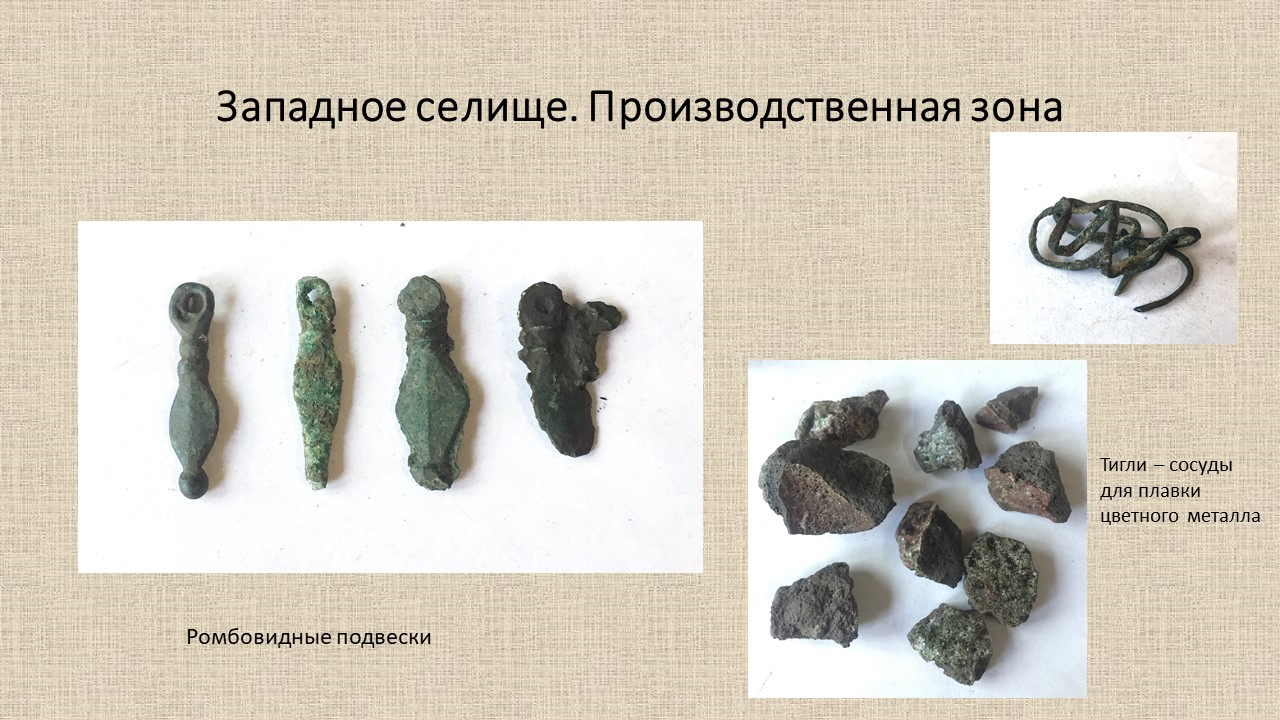 Западное селище. Производственная зона
Тигли – сосуды
для плавки
цветного металла
Ромбовидные подвески